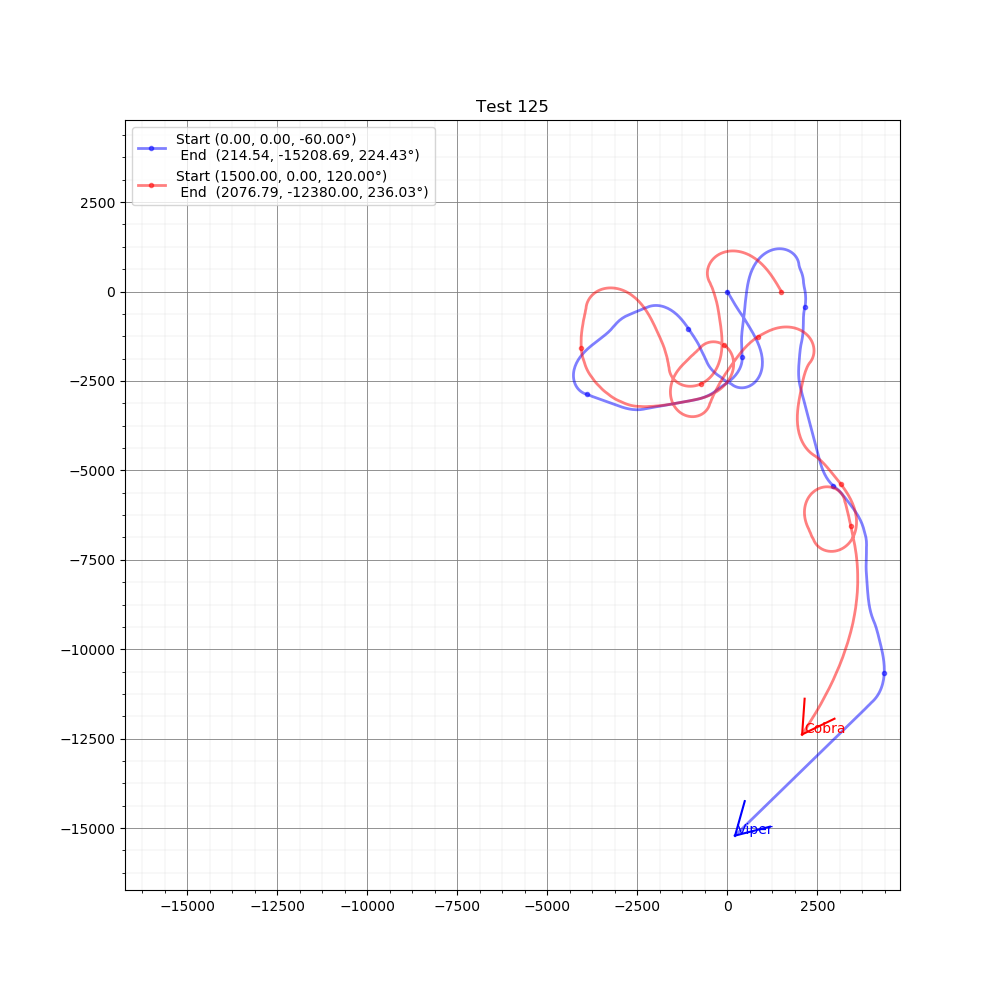 Test 125
Start (0.00, 0.00, -60.00°)
End  (214.54, -15208.69, 224.43°)
Start (1500.00, 0.00, 120.00°)
End  (2076.79, -12380.00, 236.03°)
2500
0
−2500
−5000
−7500
−10000
−12500
−15000
Cobra
Viper
−15000 −12500 −10000 −7500 −5000 −2500 0 2500